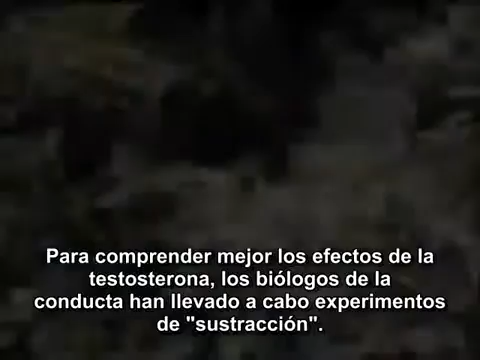 Para comprender mejor los efectos de la
testosterona, los biólogos de la
conducta han llevado a cabo experimentos
de "sustracción".